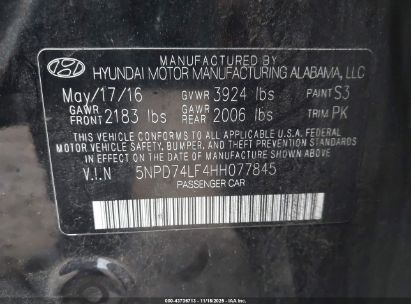 MANUFACTURED BY
HYUNDAI MOTOR MANUFACTURING ALABAMA, LLC
May/17/16 GVWR 3924 lbs PAINT S3
GAWR FRONT 2183 lbs GAWR REAR 2006 lbs TRIM PK
THIS VEHICLE CONFORMS TO ALL APPLICABLE U.S.A. FEDERAL
MOTOR VEHICLE SAFETY, BUMPER, AND THEFT PREVENTION
STANDARDS IN EFFECT ON THE DATE OF MANUFACTURE SHOWN ABOVE.
V.I.N 5NPD74LF4HH077845
PASSENGER CAR